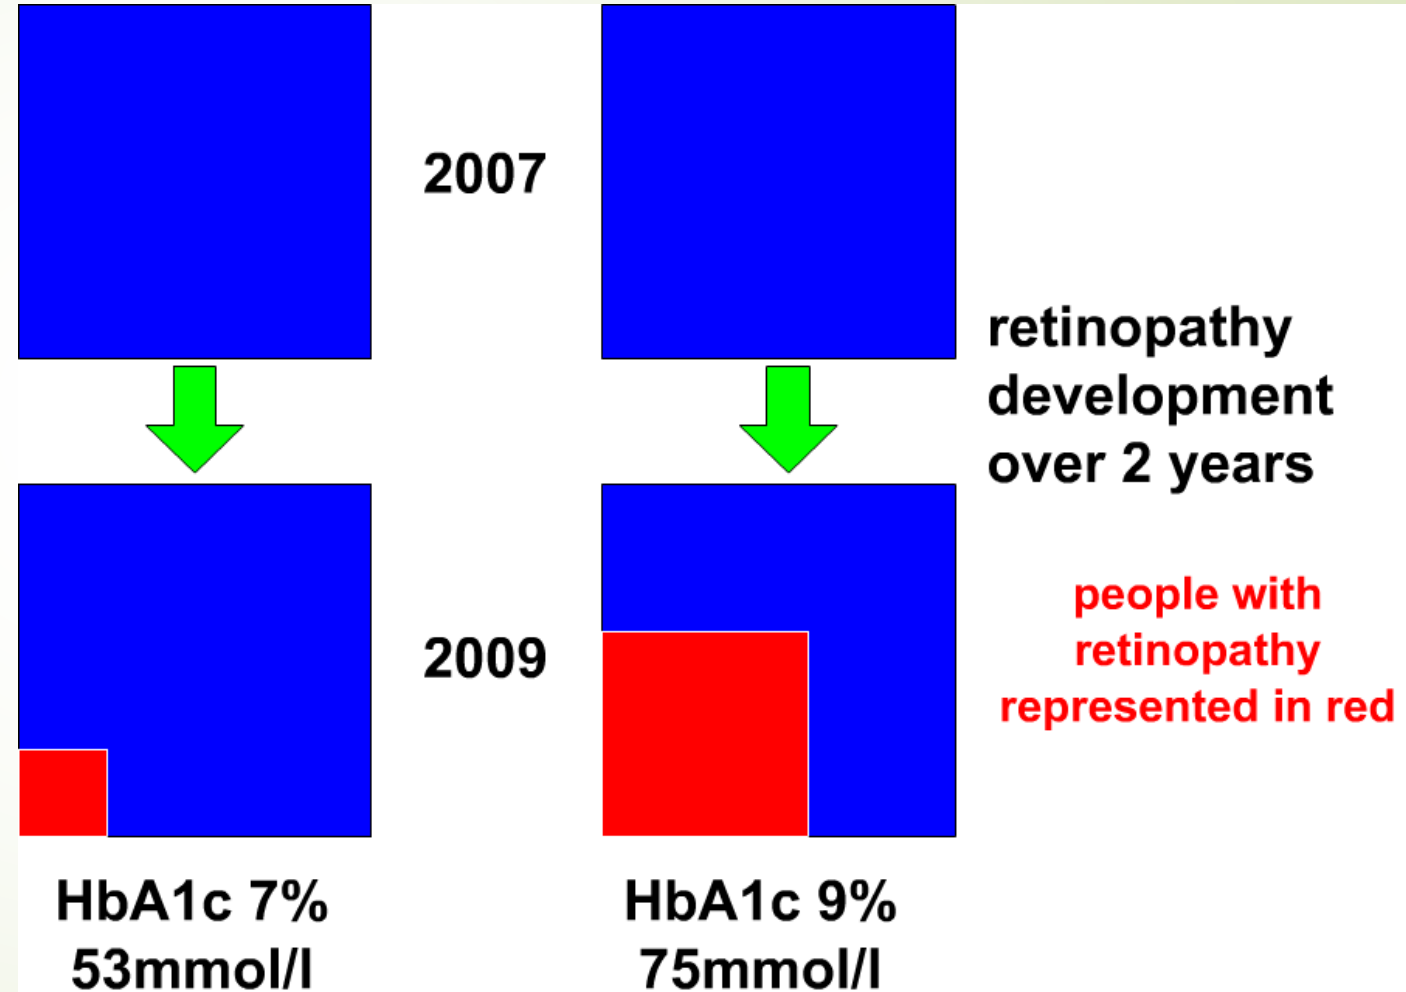 2007
retinopathy
development
over 2 years
people with
retinopathy
represented in red
2009
HbA1c 7%
53mmol/l
HbA1c 9%
75mmol/l